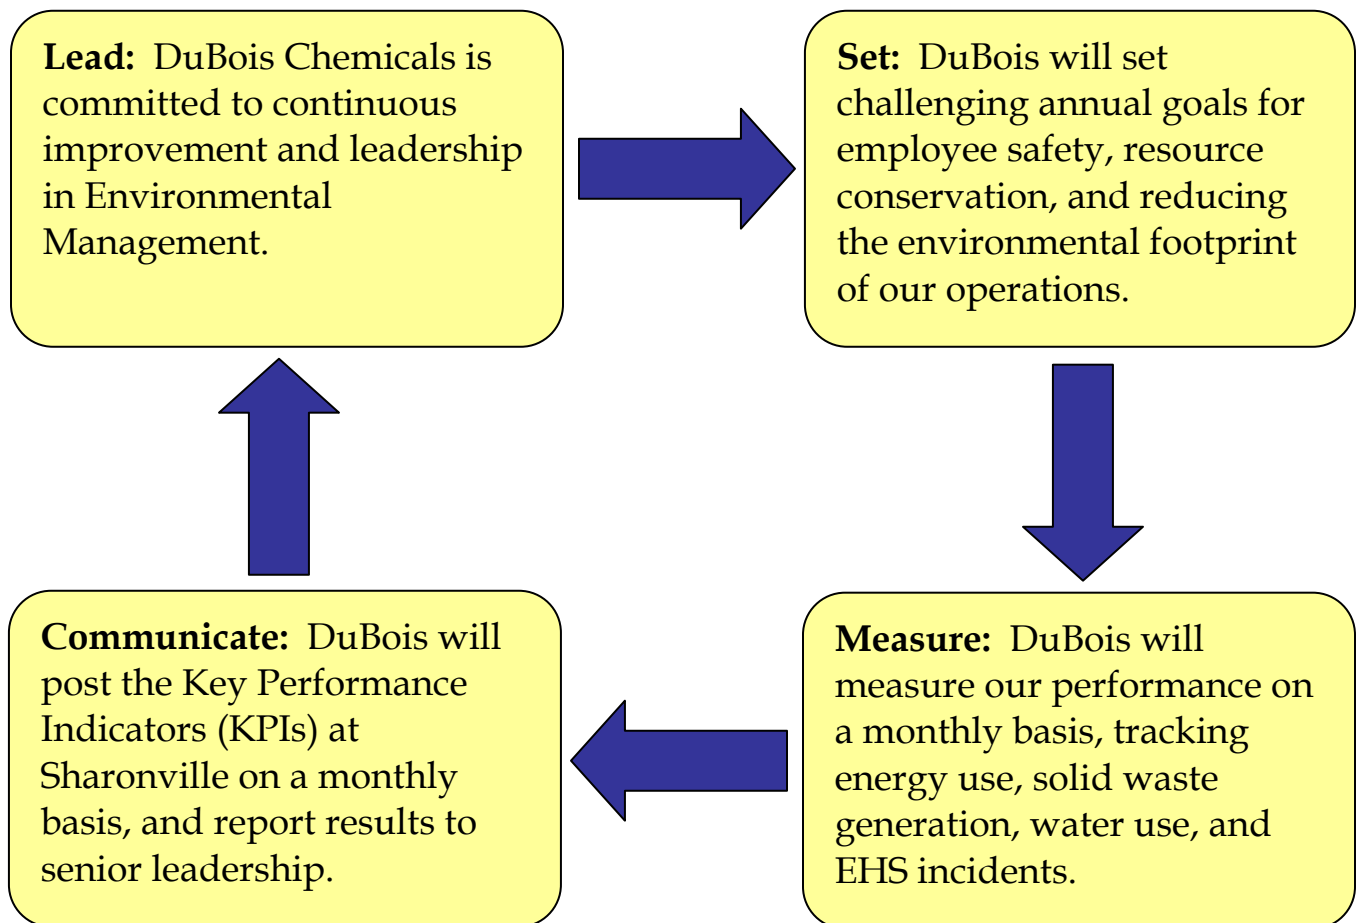 Lead: DuBois Chemicals is
committed to continuous
improvement and leadership
in Environmental
Management.
Set: DuBois will set
challenging annual goals for
employee safety, resource
conservation, and reducing
the environmental footprint
of our operations.
Measure: DuBois will
measure our performance on
a monthly basis, tracking
energy use, solid waste
generation, water use, and
EHS incidents.
Communicate: DuBois will
post the Key Performance
Indicators (KPIs) at
Sharonville on a monthly
basis, and report results to
senior leadership.